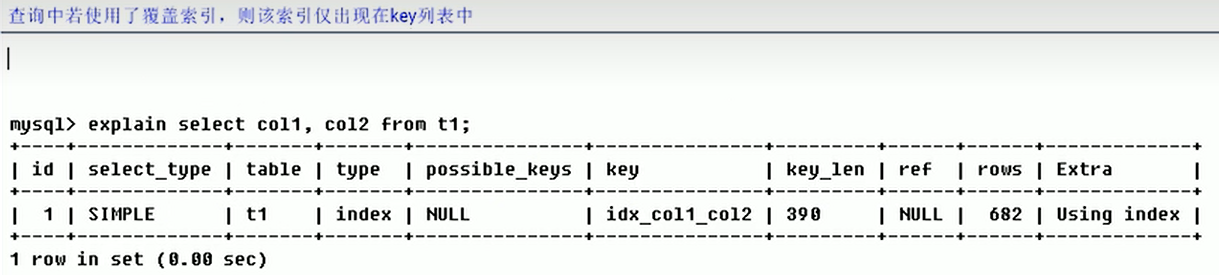 查询中若使用了覆盖索引，则该索引仅出现在key列表中
mysql> explain select col1, col2 from t1;
+----+-------------+-------+-------+---------------+---------------+---------+------+------+-------------+
| id | select_type | table | type | possible_keys | key | key_len | ref | rows | Extra |
+----+-------------+-------+-------+---------------+---------------+---------+------+------+-------------+
| 1 | SIMPLE | t1 | index | NULL | idx_col1_col2 | 390 | NULL | 682 | Using index |
+----+-------------+-------+-------+---------------+---------------+---------+------+------+-------------+
1 row in set (0.00 sec)